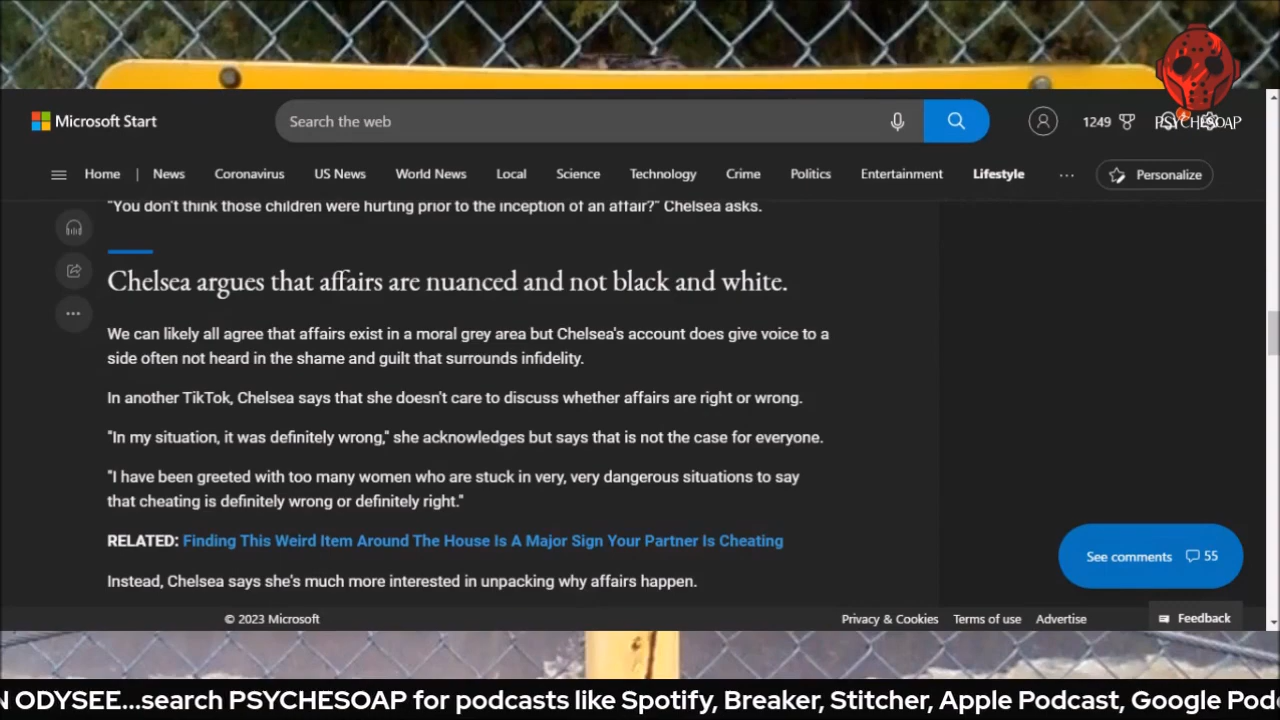 Microsoft Start
Search the web
1249
PSYCHESOAP
Home | News Coronavirus US News World News Local Science Technology Crime Politics Entertainment Lifestyle ... Personalize
"You don't think those children were hurting prior to the inception of an affair?" Chelsea asks.
Chelsea argues that affairs are nuanced and not black and white.
We can likely all agree that affairs exist in a moral grey area but Chelsea's account does give voice to a
side often not heard in the shame and guilt that surrounds infidelity.
In another TikTok, Chelsea says that she doesn't care to discuss whether affairs are right or wrong.
"In my situation, it was definitely wrong," she acknowledges but says that is not the case for everyone.
"I have been greeted with too many women who are stuck in very, very dangerous situations to say
that cheating is definitely wrong or definitely right."
RELATED: Finding This Weird Item Around The House Is A Major Sign Your Partner Is Cheating
See comments 55
Instead, Chelsea says she's much more interested in unpacking why affairs happen.
© 2023 Microsoft Privacy & Cookies Terms of use Advertise Feedback
N ODYSEE...search PSYCHESOAP for podcasts like Spotify, Breaker, Stitcher, Apple Podcast, Google Pod